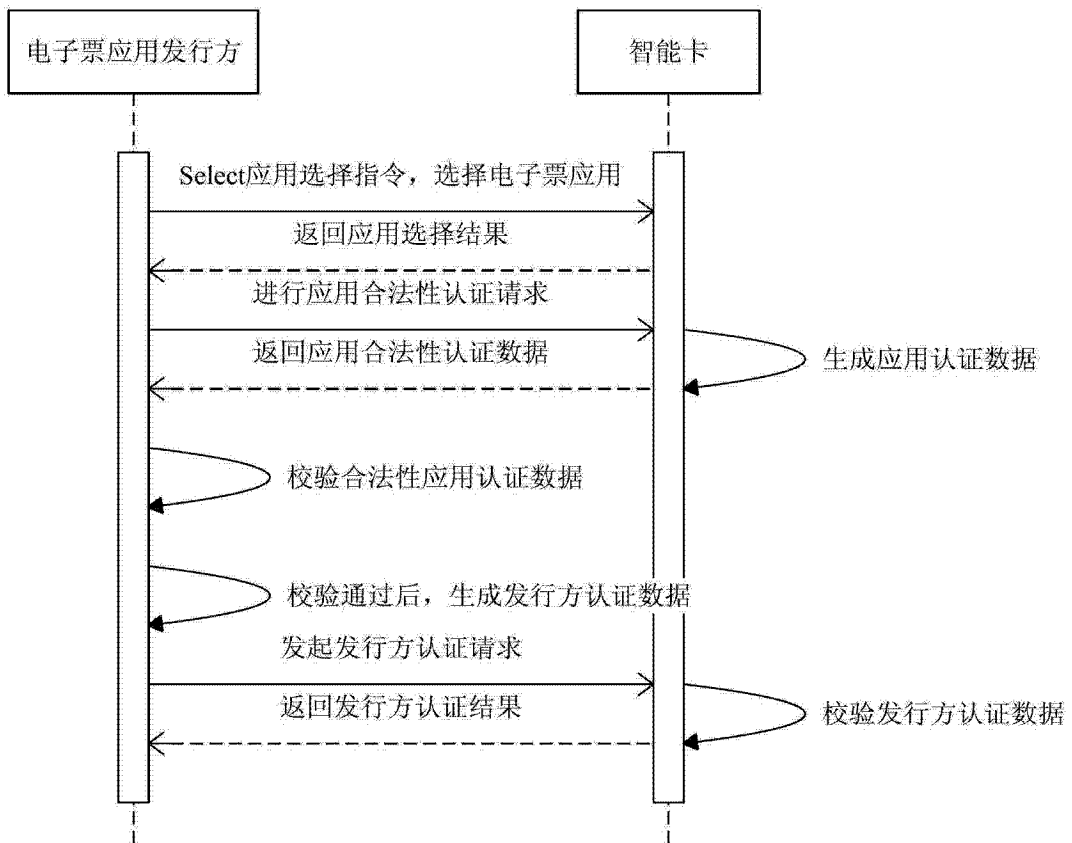 电子票应用发行方
智能卡
Select应用选择指令，选择电子票应用
返回应用选择结果
进行应用合法性认证请求
返回应用合法性认证数据
生成应用认证数据
校验合法性应用认证数据
校验通过后，生成发行方认证数据
发起发行方认证请求
返回发行方认证结果
校验发行方认证数据